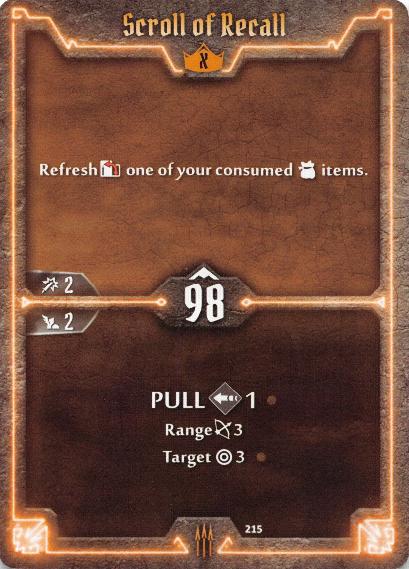 Scroll of Recall
X
Refresh one of your consumed items.
2
98
2
PULL 1
Range 3
Target 3
215